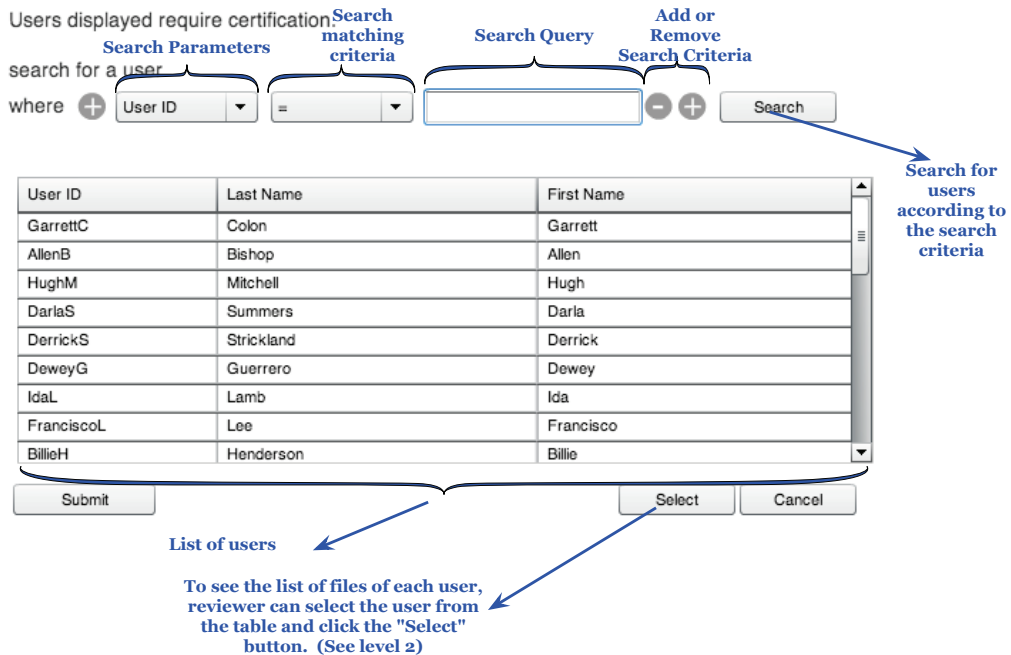 Users displayed require certification:
Search
matching
criteria
Search Parameters
Search Query
Add or
Remove
Search Criteria
search for a user
where
User ID
=
Search
Search for
users
according to
the search
criteria
User ID Last Name First Name
GarrettC Colon Garrett
AllenB Bishop Allen
HughM Mitchell Hugh
DarlaS Summers Darla
DerrickS Strickland Derrick
DeweyG Guerrero Dewey
IdaL Lamb Ida
FranciscoL Lee Francisco
BillieH Henderson Billie
Submit
Select
Cancel
List of users
To see the list of files of each user,
reviewer can select the user from
the table and click the "Select"
button. (See level 2)